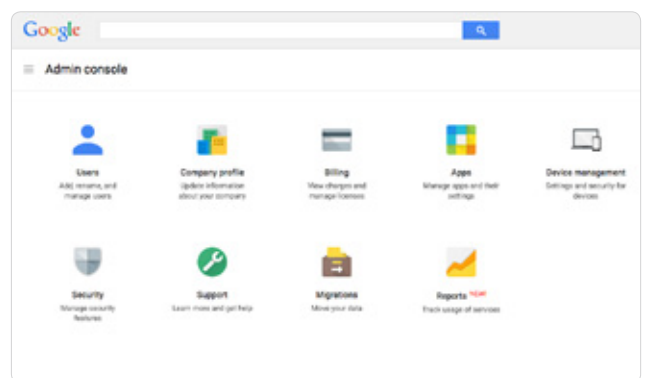 Google
Admin console
Users
Add, rename, and
manage users
Company profile
Update information
about your company
Billing
View charges and
manage licenses
Apps
Manage apps and their
settings
Device management
Settings and security for
devices
Security
Manage security
features
Support
Learn more and get help
Migrations
Move your data
Reports NEW!
Track usage of services